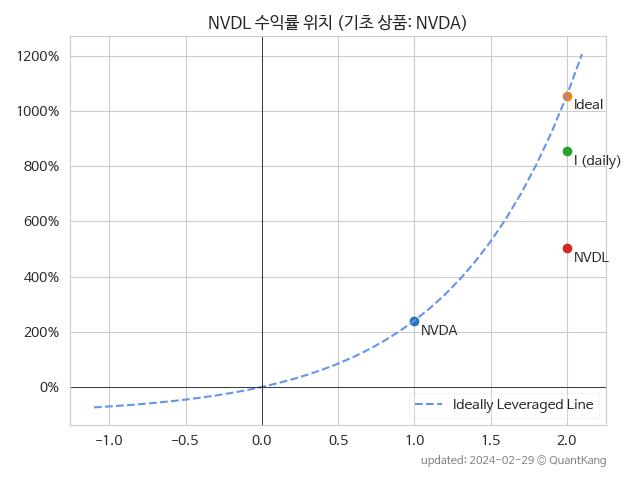 NVDL 수익률 위치 (기초 상품: NVDA)
1200%
1000%
800%
600%
400%
200%
0%
Ideal
I (daily)
NVDL
NVDA
Ideally Leveraged Line
−1.0
−0.5
0.0
0.5
1.0
1.5
2.0
updated: 2024-02-29 © QuantKang